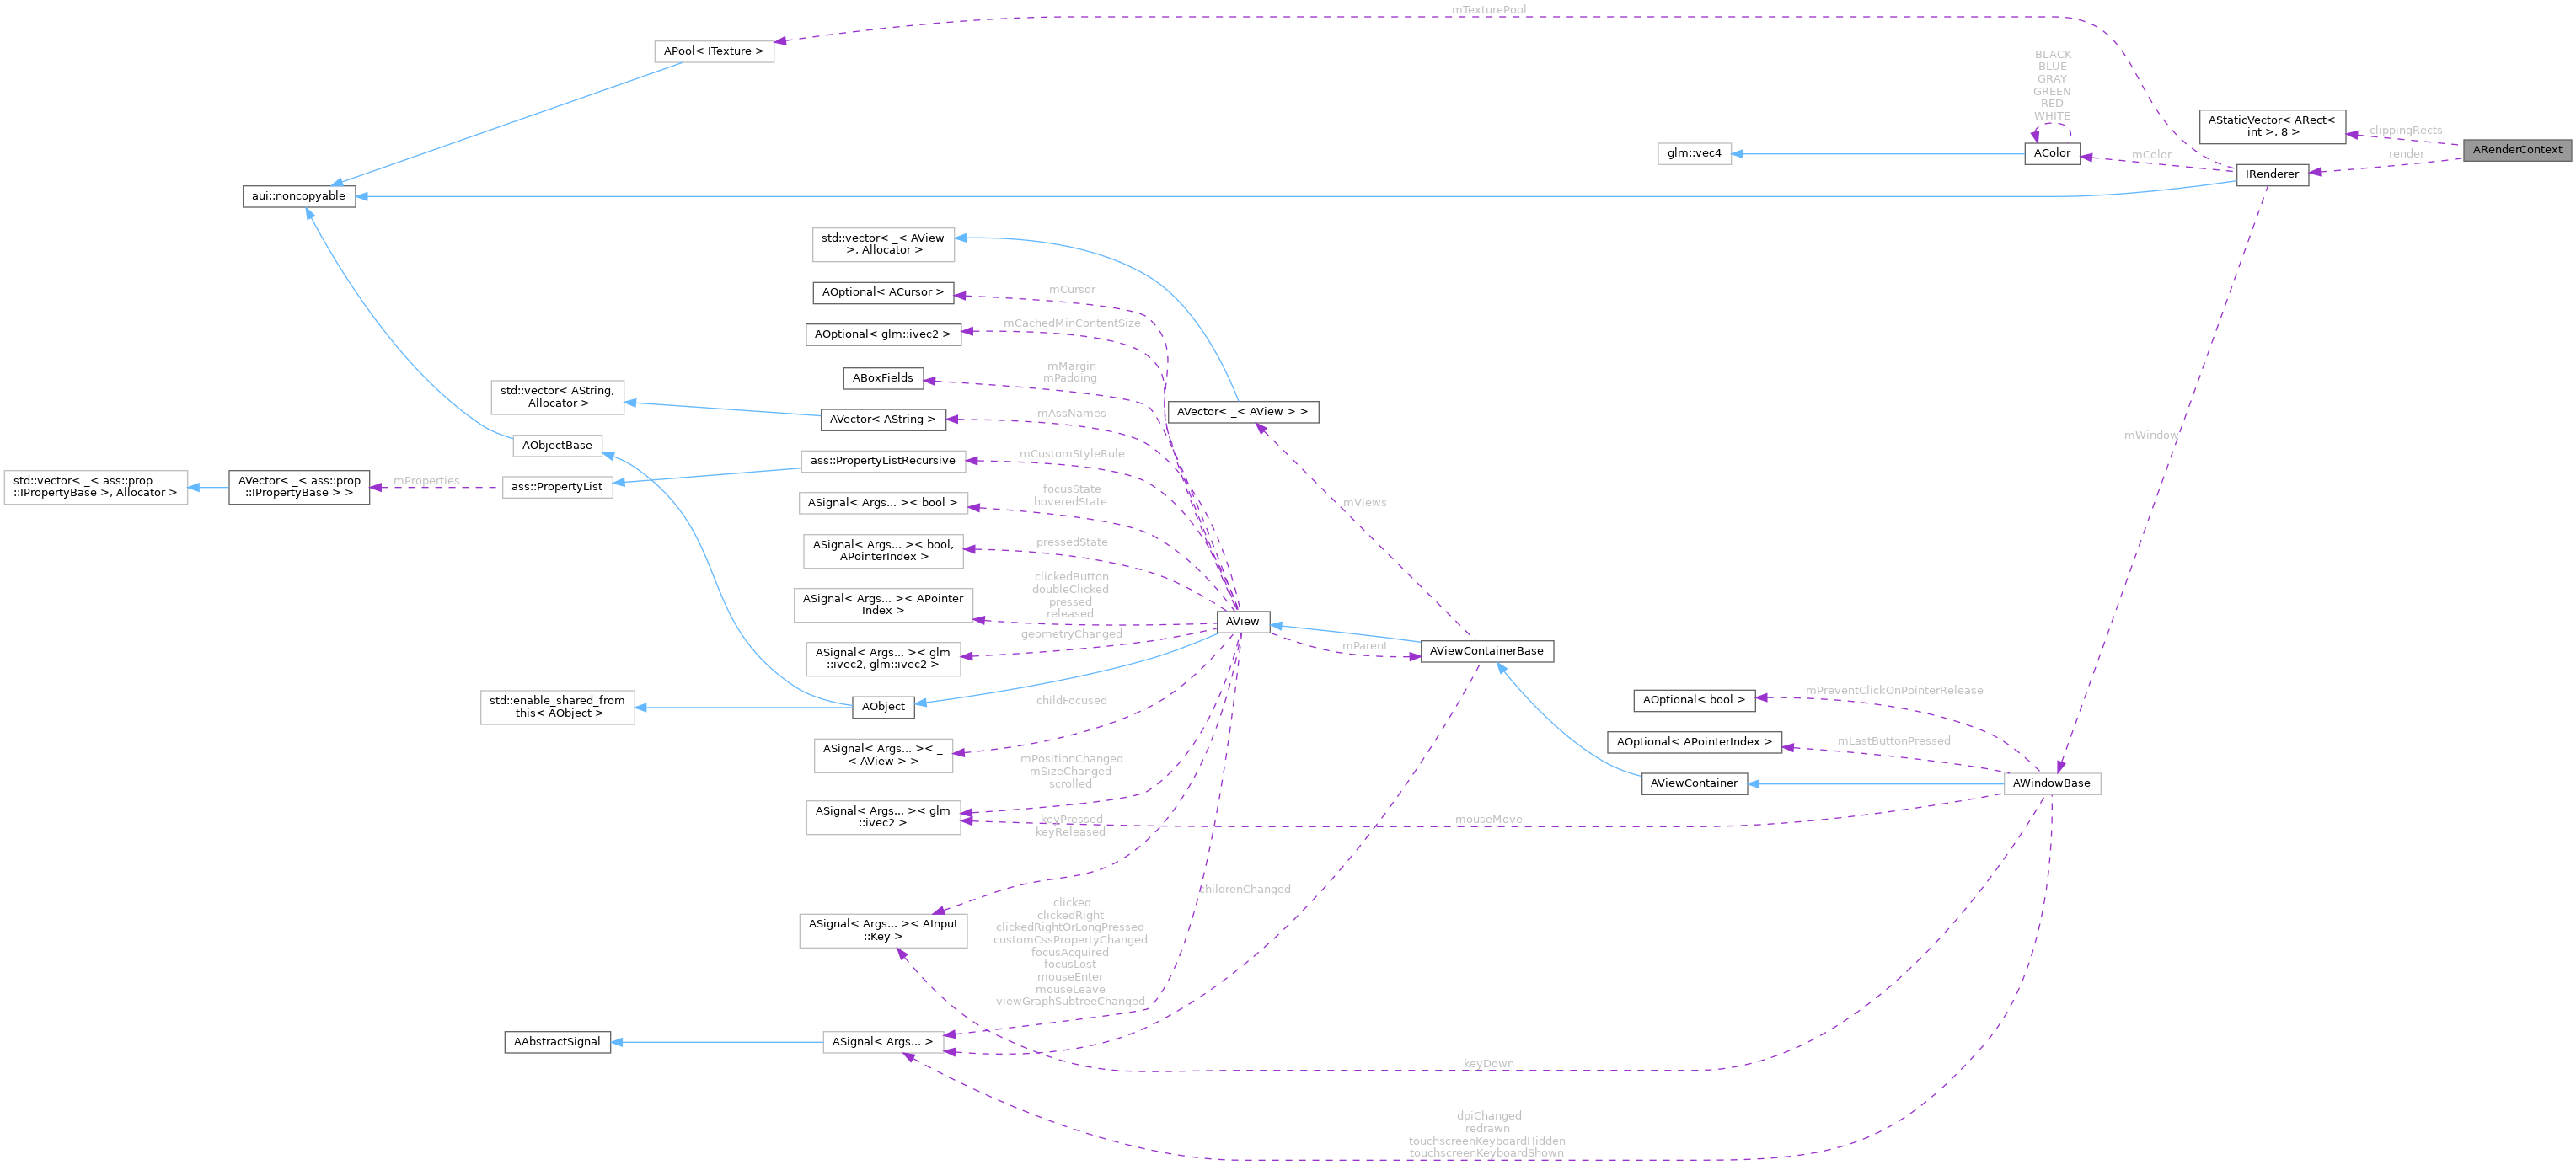 mTexturePool
APool< ITexture >
BLACK
BLUE
GRAY
GREEN
RED
WHITE
AStaticVector< ARect<
int >, 8 >
clippingRects
ARenderContext
glm::vec4
AColor
mColor
render
IRenderer
aui::noncopyable
std::vector< _< AView
>, Allocator >
AOptional< ACursor >
mCursor
AOptional< glm::ivec2 >
mCachedMinContentSize
ABoxFields
mMargin
mPadding
std::vector< AString,
Allocator >
AVector< AString >
mAssNames
AVector< _< AView > >
mWindow
AObjectBase
ass::PropertyListRecursive
mCustomStyleRule
std::vector< _< ass::prop
::IPropertyBase >, Allocator >
AVector< _< ass::prop
::IPropertyBase > >
mProperties
ass::PropertyList
ASignal< Args... >< bool >
focusState
hoveredState
mViews
ASignal< Args... >< bool,
APointerIndex >
pressedState
ASignal< Args... >< APointer
Index >
clickedButton
doubleClicked
pressed
released
AView
ASignal< Args... >< glm
::ivec2, glm::ivec2 >
geometryChanged
mParent
AViewContainerBase
std::enable_shared_from
_this< AObject >
AObject
childFocused
AOptional< bool >
mPreventClickOnPointerRelease
ASignal< Args... >< _
< AView > >
AOptional< APointerIndex >
mLastButtonPressed
mPositionChanged
mSizeChanged
scrolled
AViewContainer
AWindowBase
ASignal< Args... >< glm
::ivec2 >
keyPressed
keyReleased
mouseMove
childrenChanged
ASignal< Args... >< AInput
::Key >
clicked
clickedRight
clickedRightOrLongPressed
customCssPropertyChanged
focusAcquired
focusLost
mouseEnter
mouseLeave
viewGraphSubtreeChanged
AAbstractSignal
ASignal< Args... >
keyDown
dpiChanged
redrawn
touchscreenKeyboardHidden
touchscreenKeyboardShown